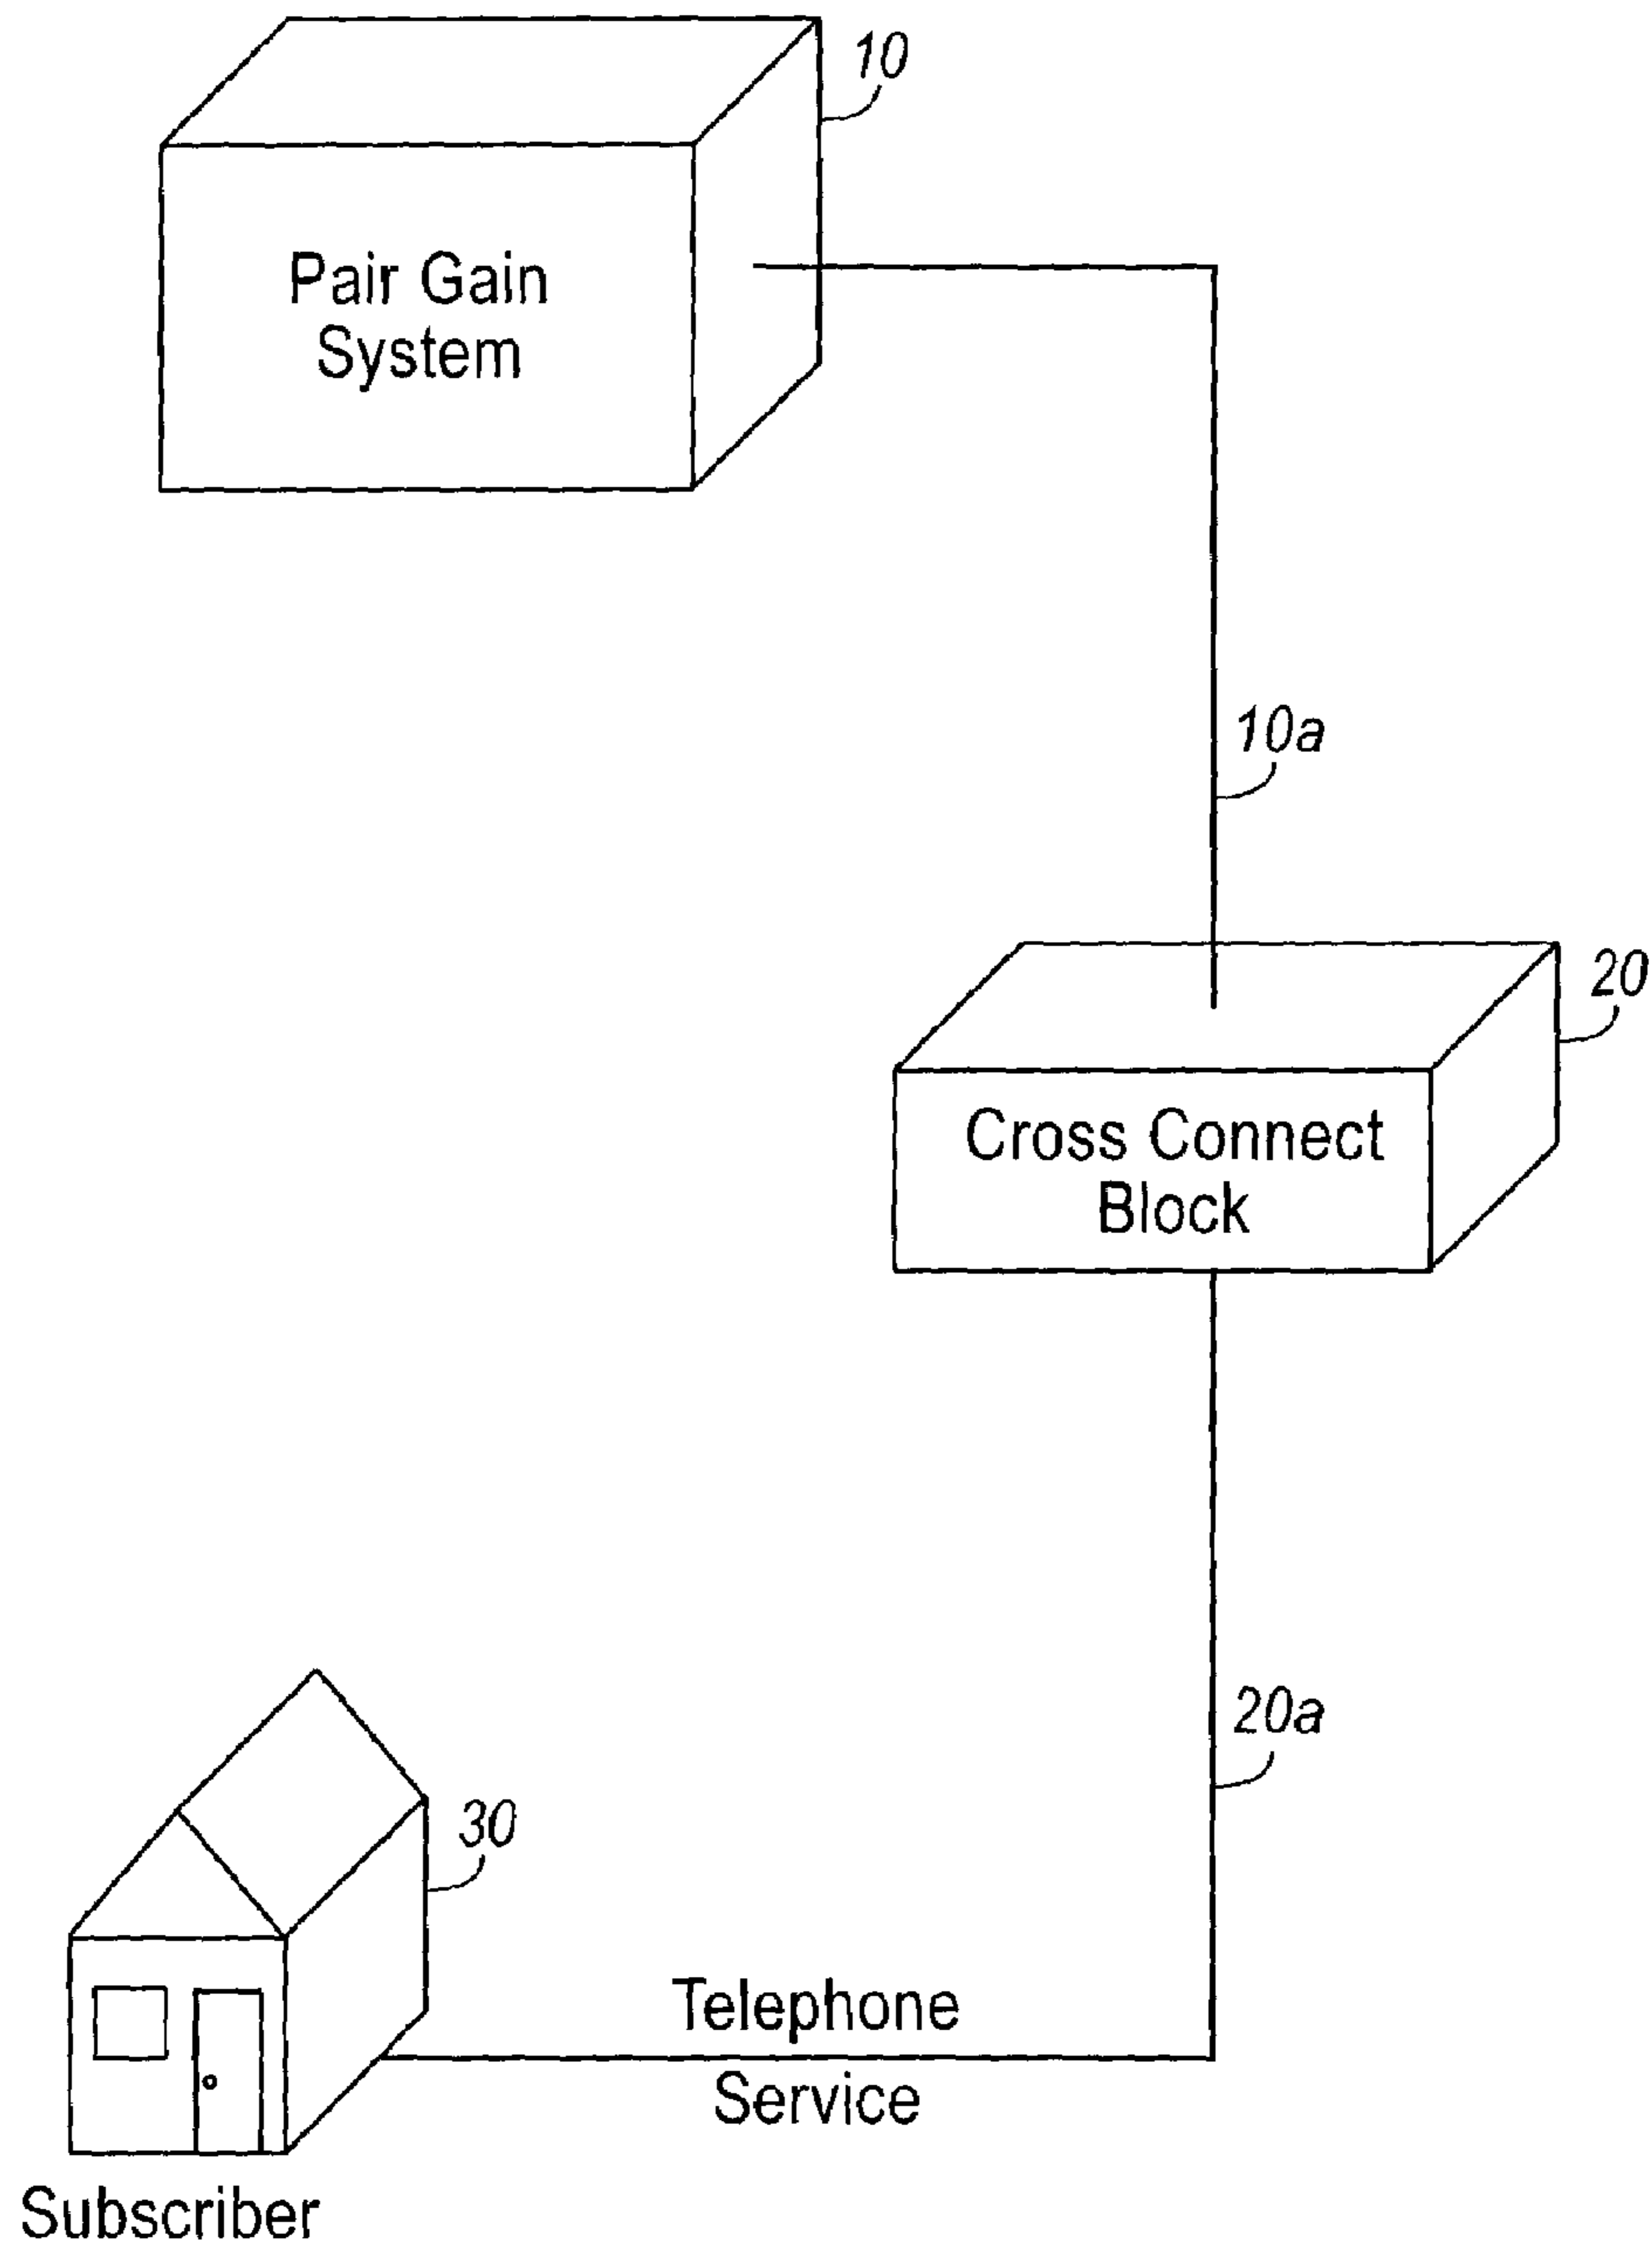 10
Pair Gain
System
10a
20
Cross Connect
Block
20a
30
Telephone
Service
Subscriber